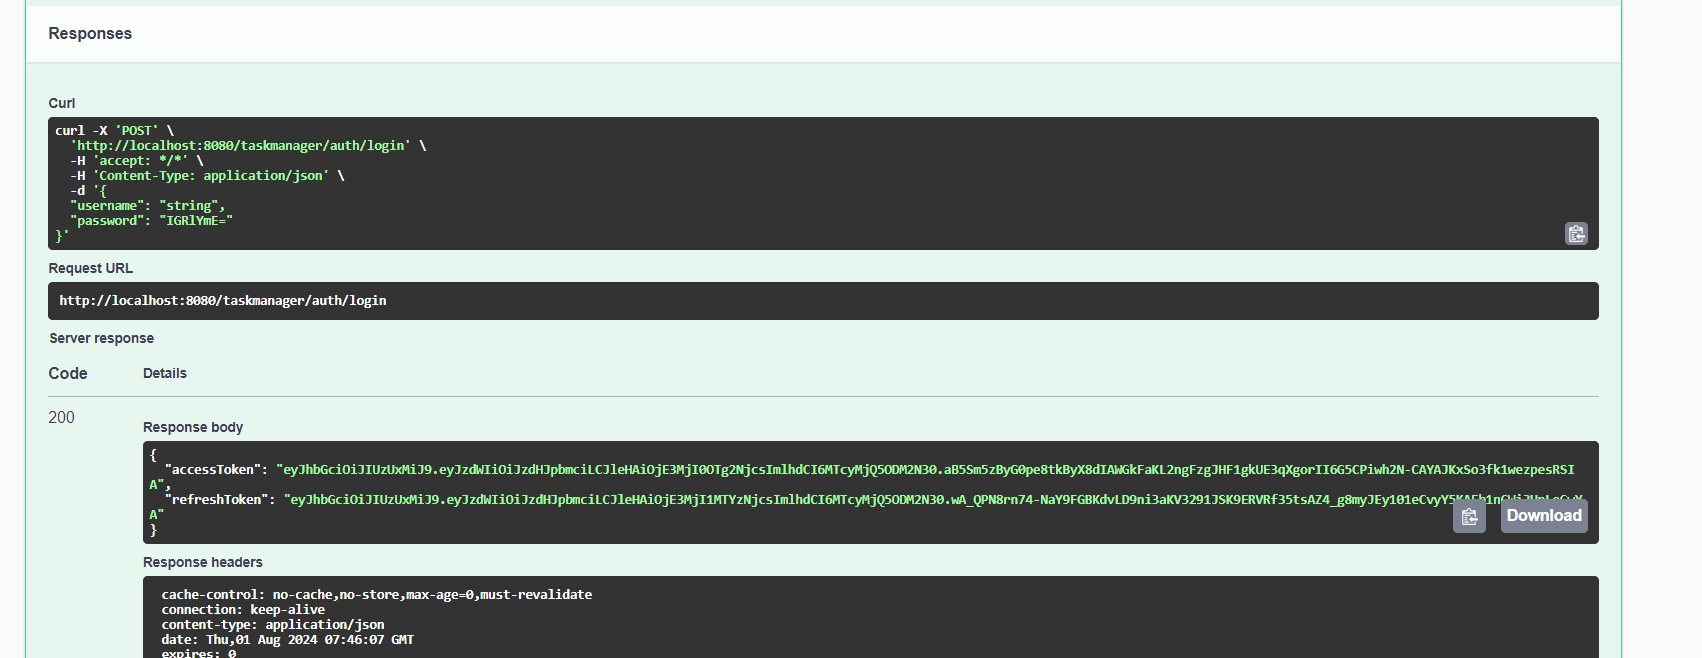 Responses
Curl
curl -X 'POST' \
'http://localhost:8080/taskmanager/auth/login' \
-H 'accept: */*' \
-H 'Content-Type: application/json' \
-d '{
"username": "string",
"password": "IGRlYmE="
}'
Request URL
http://localhost:8080/taskmanager/auth/login
Server response
Code Details
200
Response body
{
"accessToken": "eyJhbGciOiJIUzUxMiJ9.eyJzdWIiOiJzdHJpbmciLCJleHAiOjE3MjI0OTg2NjcsImlhdCI6MTcyMjQ5ODM2N30.aB5Sm5zByG0pe8tkByX8dIAWGkFaKL2ngFzgJHF1gkUE3qXgorII6G5CPiwh2N-CAYAJKxSo3fk1wezpesRSI
A",
"refreshToken": "eyJhbGciOiJIUzUxMiJ9.eyJzdWIiOiJzdHJpbmciLCJleHAiOjE3MjI1MTYzNjcsImlhdCI6MTcyMjQ5ODM2N30.wA_QPN8rn74-NaY9FGBKdvLD9ni3aKV3291JSK9ERVRf35tsAZ4_g8myJEy101eCvyY5
A"
}
Download
Response headers
cache-control: no-cache,no-store,max-age=0,must-revalidate
connection: keep-alive
content-type: application/json
date: Thu,01 Aug 2024 07:46:07 GMT
expires: 0